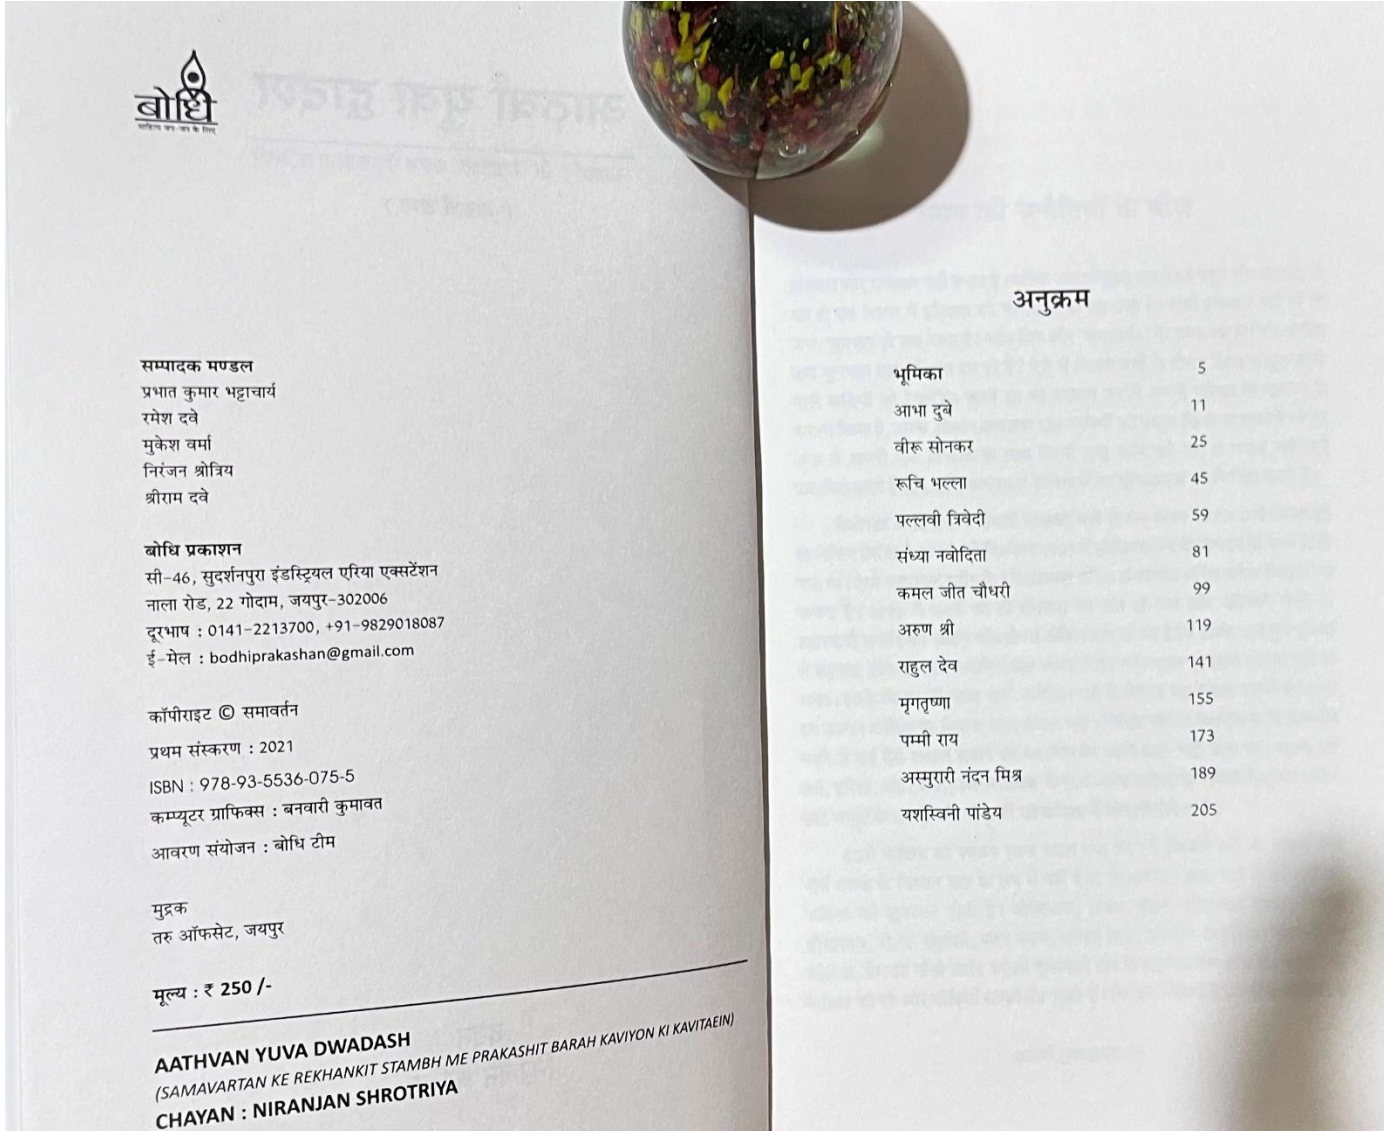 बोधि
साहित्य जन-जन के लिए
सम्पादक मण्डल
प्रभात कुमार भट्टाचार्य
रमेश दवे
मुकेश वर्मा
निरंजन श्रोत्रिय
श्रीराम दवे
बोधि प्रकाशन
सी-46, सुदर्शनपुरा इंडस्ट्रियल एरिया एक्सटेंशन
नाला रोड, 22 गोदाम, जयपुर-302006
दूरभाष : 0141-2213700, +91-9829018087
ई-मेल : bodhiprakashan@gmail.com
कॉपीराइट © समावर्तन
प्रथम संस्करण : 2021
ISBN : 978-93-5536-075-5
कम्प्यूटर ग्राफिक्स : बनवारी कुमावत
आवरण संयोजन : बोधि टीम
मुद्रक
तरु ऑफसेट, जयपुर
मूल्य : ₹ 250 /-
AATHVAN YUVA DWADASH
(SAMAVARTAN KE REKHANKIT STAMBH ME PRAKASHIT BARAH KAVIYON KI KAVITAEIN)
CHAYAN : NIRANJAN SHROTRIYA
अनुक्रम
भूमिका 5
आभा दुबे 11
वीरू सोनकर 25
रूचि भल्ला 45
पल्लवी त्रिवेदी 59
संध्या नवोदिता 81
कमल जीत चौधरी 99
अरुण श्री 119
राहुल देव 141
मृगतृष्णा 155
पम्मी राय 173
अस्मुरारी नंदन मिश्र 189
यशस्विनी पांडेय 205